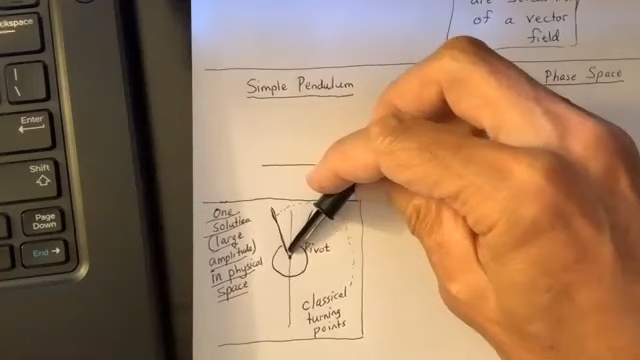 Backspace
Enter
Shift
Page
Down
End
are
of a vector
field
Simple Pendulum
Phase Space
One
solution
(large
amplitude)
in physical
space
Pivot
classical
turning
points